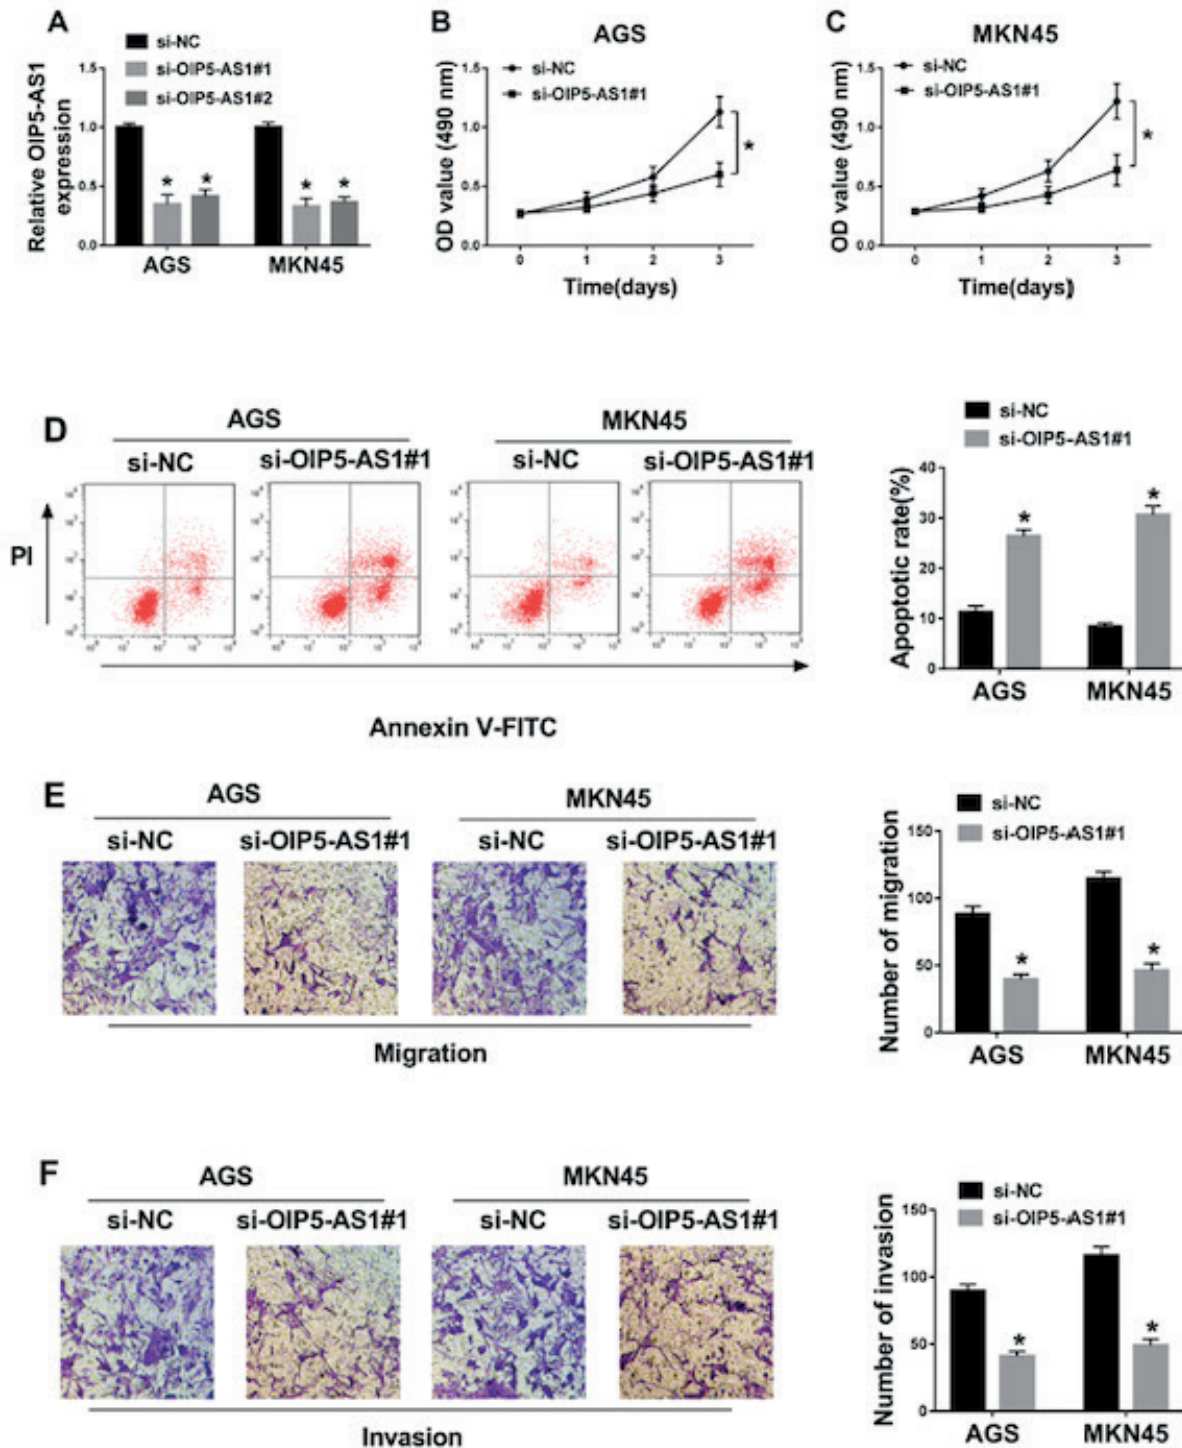 A
si-NC
si-OIP5-AS1#1
si-OIP5-AS1#2
Relative OIP5-AS1
expression
1.5
1.0
0.5
0.0
* * * *
AGS MKN45
B
AGS
si-NC
si-OIP5-AS1#1
OD value (490 nm)
1.5
1.0
0.5
0.0
*
0 1 2 3
Time(days)
C
MKN45
si-NC
si-OIP5-AS1#1
OD value (490 nm)
1.5
1.0
0.5
0.0
*
0 1 2 3
Time(days)
D
AGS MKN45
si-NC si-OIP5-AS1#1 si-NC si-OIP5-AS1#1
PI
Annexin V-FITC
si-NC
si-OIP5-AS1#1
Apoptotic rate(%)
40
30
20
10
0
* *
AGS MKN45
E
AGS MKN45
si-NC si-OIP5-AS1#1 si-NC si-OIP5-AS1#1
Migration
si-NC
si-OIP5-AS1#1
Number of migration
150
100
50
0
* *
AGS MKN45
F
AGS MKN45
si-NC si-OIP5-AS1#1 si-NC si-OIP5-AS1#1
Invasion
si-NC
si-OIP5-AS1#1
Number of invasion
150
100
50
0
* *
AGS MKN45